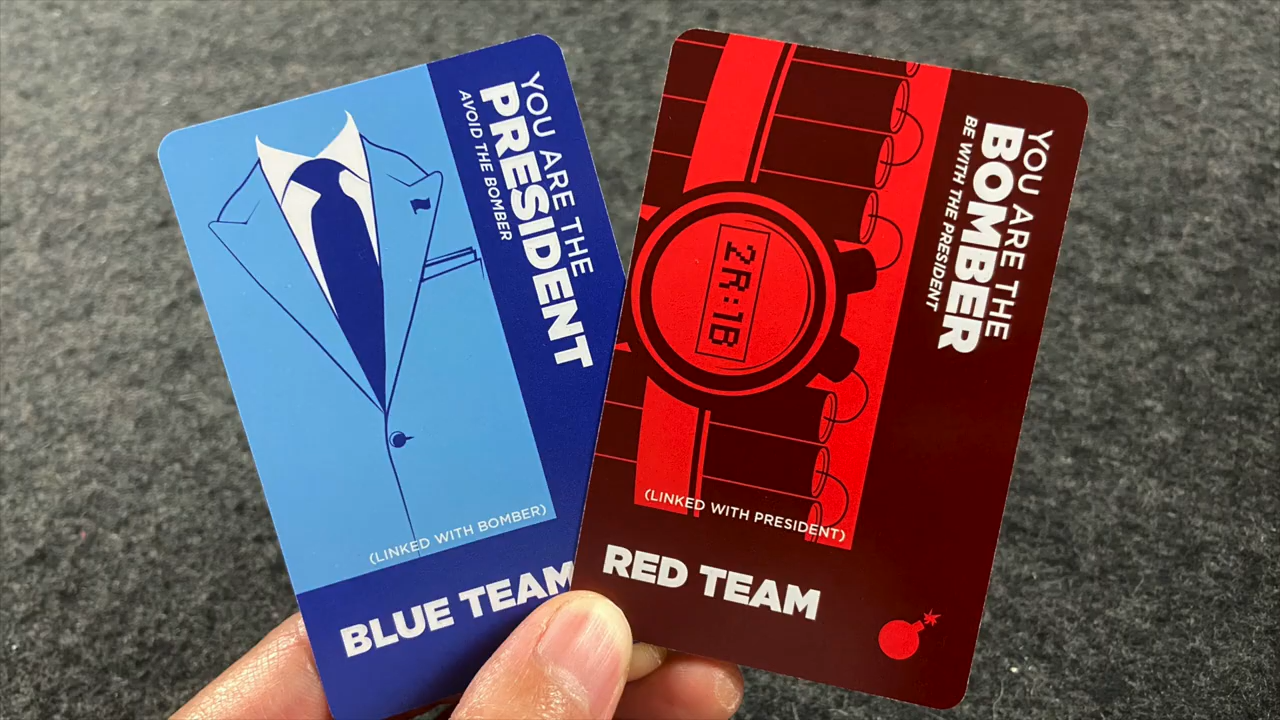 YOU ARE THE
PRESIDENT
AVOID THE BOMBER
(LINKED WITH BOMBER)
BLUE TEAM
YOU ARE THE
BOMBER
BE WITH THE PRESIDENT
2R:1B
(LINKED WITH PRESIDENT)
RED TEAM